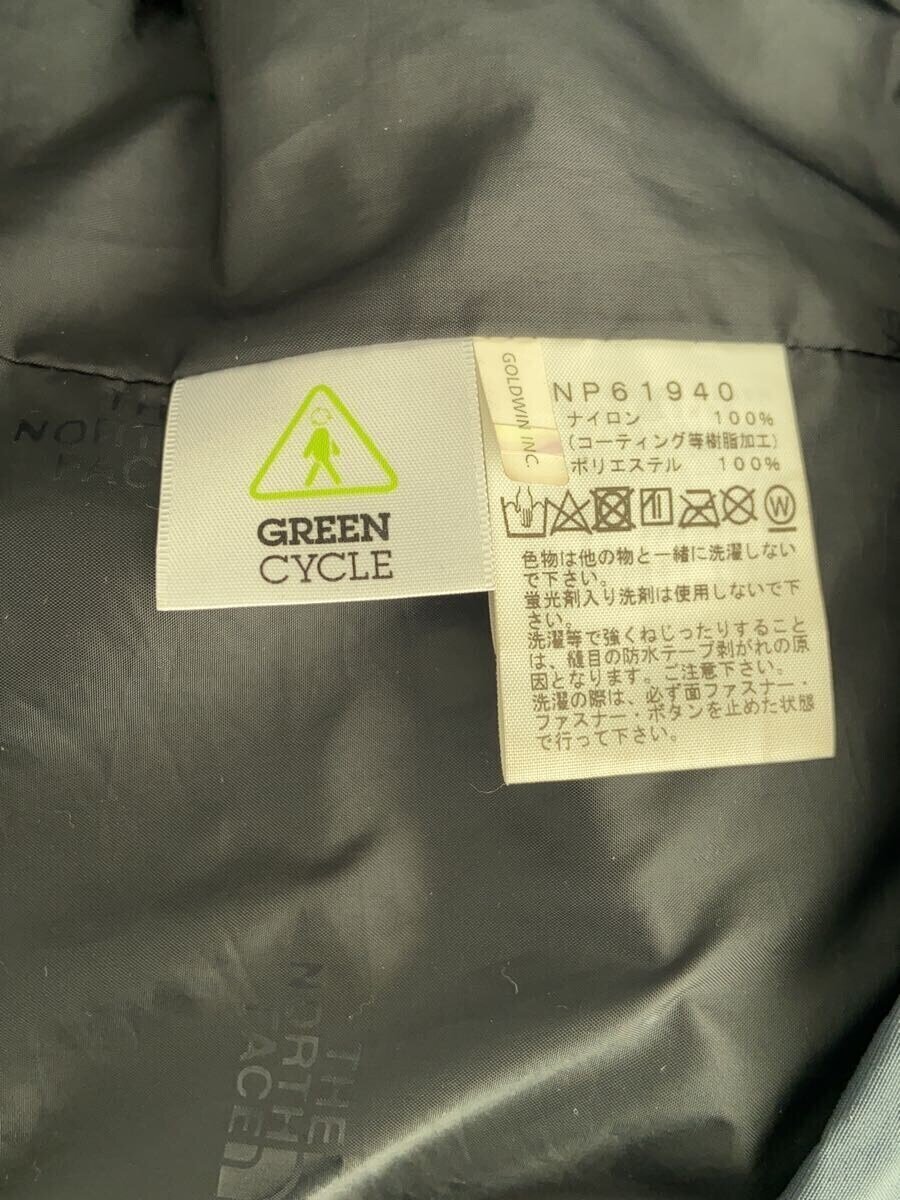 THE
NORTH
FACE
GREEN
CYCLE
GOLDWIN INC.
NP61940
ナイロン 100%
(コーティング等樹脂加工)
ポリエステル 100%
W
色物は他の物と一緒に洗濯しない
で下さい。
蛍光剤入り洗剤は使用しないで下
さい。
洗濯等で強くねじったりすること
は、縫目の防水テープ剥がれの原
因となります。ご注意下さい。
洗濯の際は、必ず面ファスナー・
ファスナー・ボタンを止めた状態
で行って下さい。
THE
NORTH
FACE